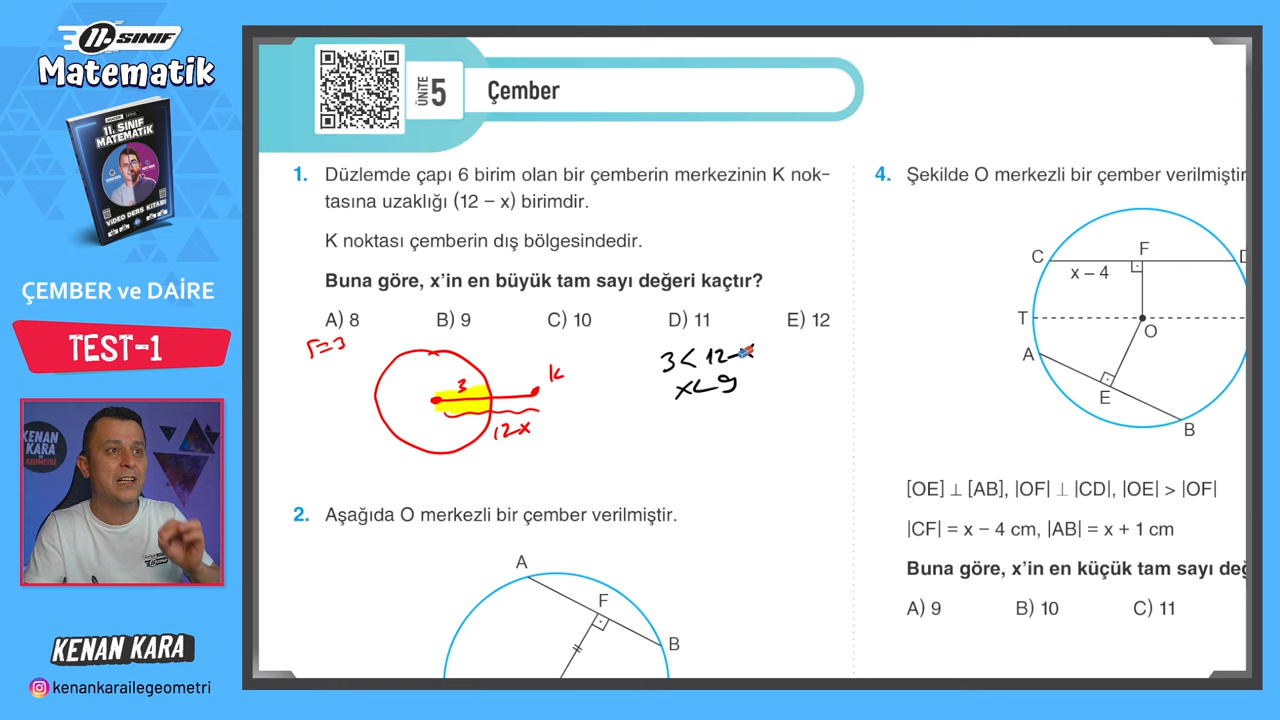 11. SINIF
Matematik
11. SINIF
MATEMATİK
VİDEO DERS KİTABI
ÇEMBER ve DAİRE
TEST-1
KENAN
KARA
ile
GEOMETRİ
KENAN KARA
kenankarailegeometri
ÜNİTE
5
Çember
1. Düzlemde çapı 6 birim olan bir çemberin merkezinin K nok-
tasına uzaklığı (12 – x) birimdir.
K noktası çemberin dış bölgesindedir.
Buna göre, x'in en büyük tam sayı değeri kaçtır?
A) 8 B) 9 C) 10 D) 11 E) 12
r=3
3
K
12-x
3 < 12-x
x < 9
2. Aşağıda O merkezli bir çember verilmiştir.
A
F
B
4. Şekilde O merkezli bir çember verilmiştir
C
F
D
x – 4
T
O
A
E
B
[OE] ⊥ [AB], |OF| ⊥ |CD|, |OE| > |OF|
|CF| = x – 4 cm, |AB| = x + 1 cm
Buna göre, x'in en küçük tam sayı değ
A) 9 B) 10 C) 11